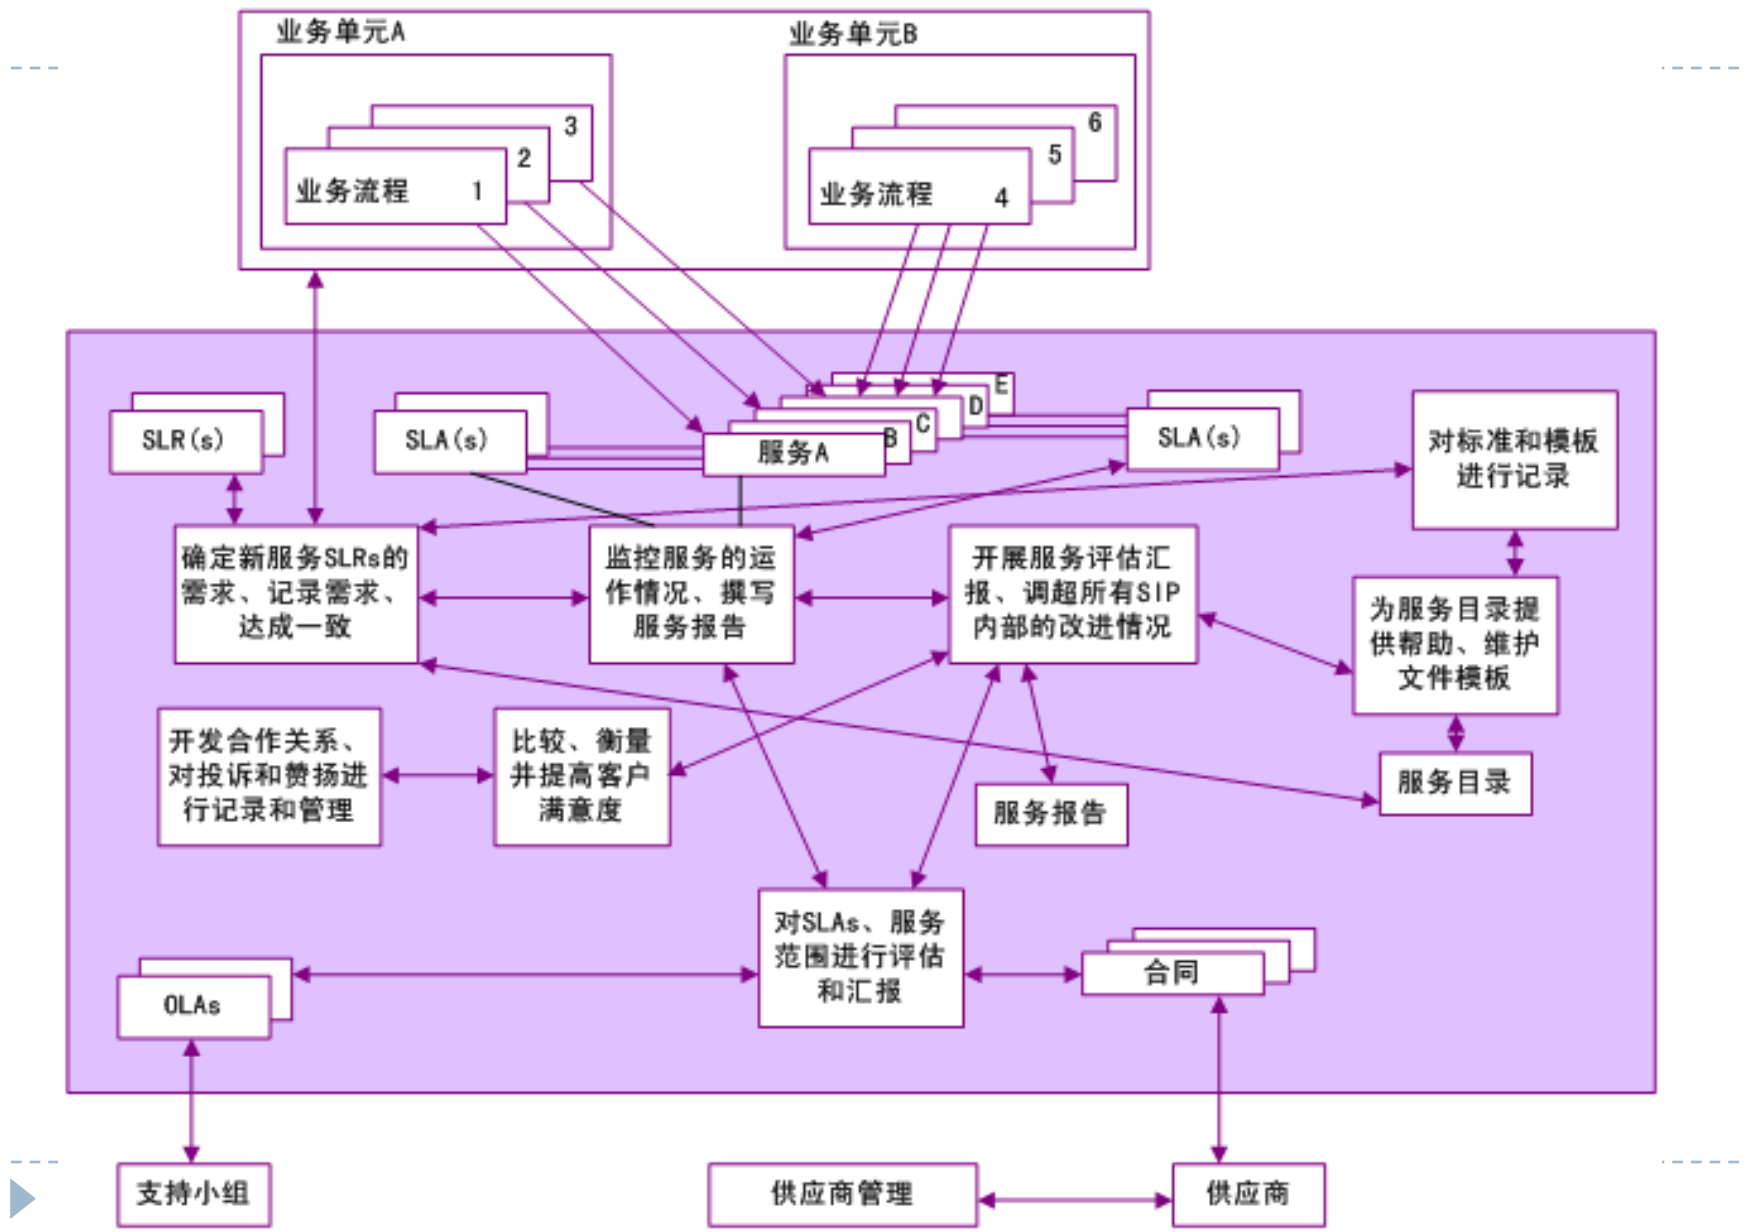 业务单元A
业务单元B
3
2
业务流程 1
6
5
业务流程 4
E
D
C
B
服务A
SLR(s)
SLA(s)
SLA(s)
对标准和模板
进行记录
确定新服务SLRs的
需求、记录需求、
达成一致
监控服务的运
作情况、撰写
服务报告
开展服务评估汇
报、调超所有SIP
内部的改进情况
为服务目录提
供帮助、维护
文件模板
开发合作关系、
对投诉和赞扬进
行记录和管理
比较、衡量
并提高客户
满意度
服务报告
服务目录
对SLAs、服务
范围进行评估
和汇报
OLAs
合同
支持小组
供应商管理
供应商